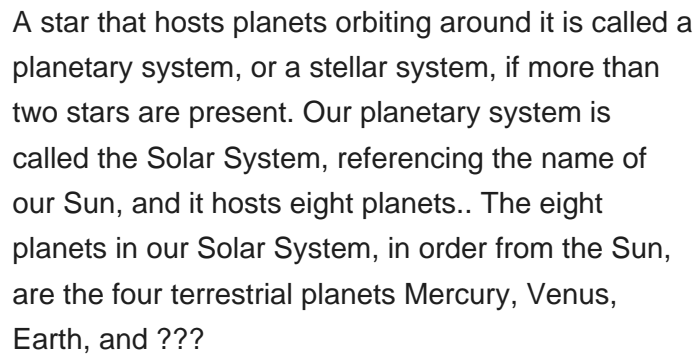 A star that hosts planets orbiting around it is called a
planetary system, or a stellar system, if more than
two stars are present. Our planetary system is
called the Solar System, referencing the name of
our Sun, and it hosts eight planets.. The eight
planets in our Solar System, in order from the Sun,
are the four terrestrial planets Mercury, Venus,
Earth, and ???